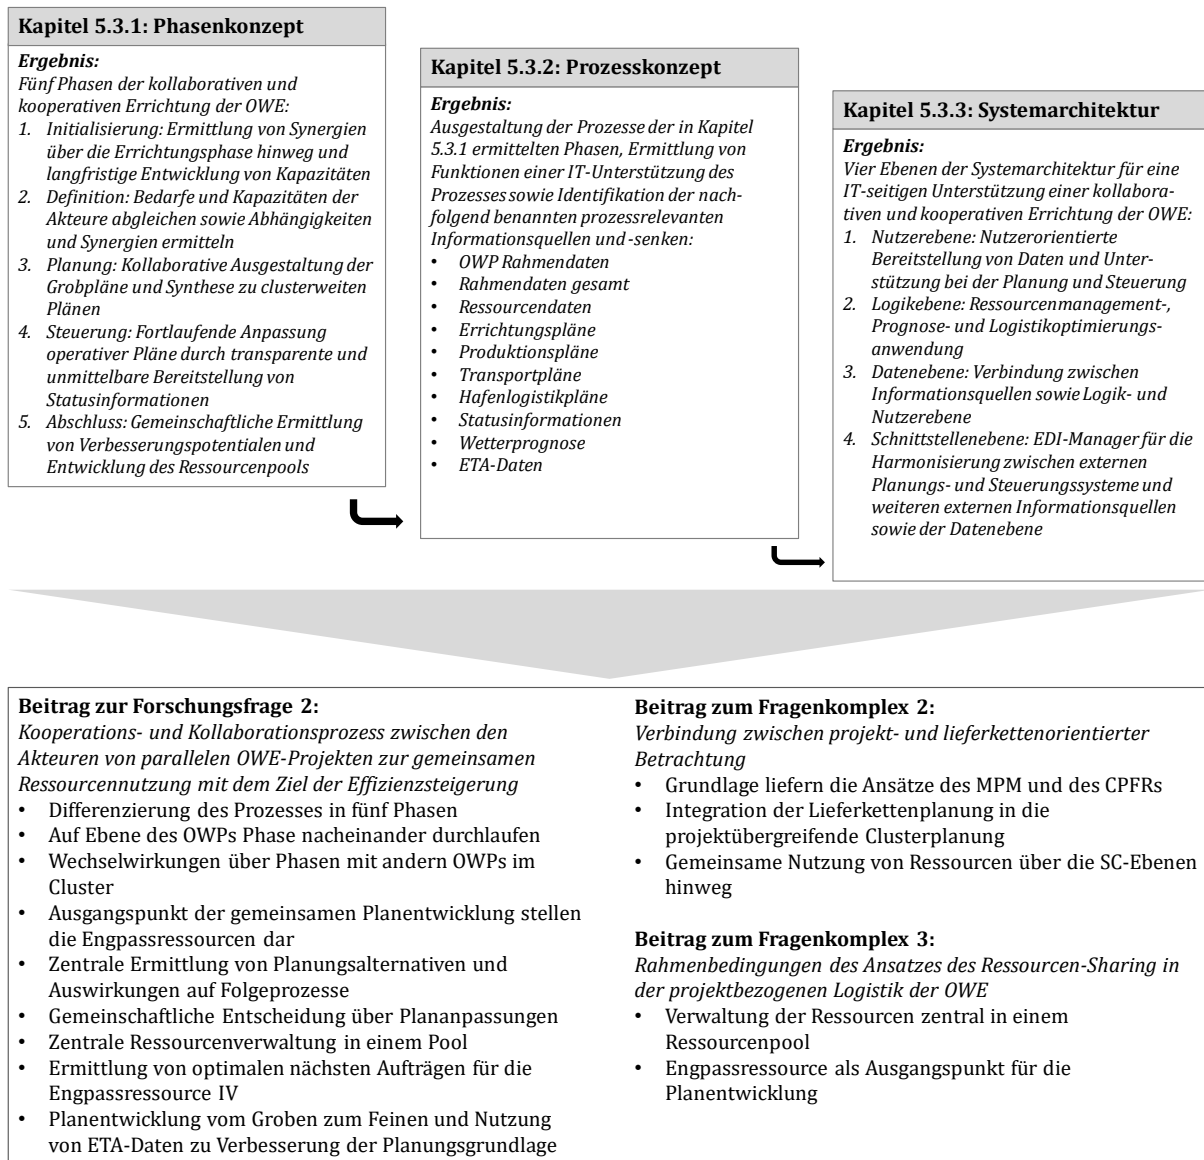 Kapitel 5.3.1: Phasenkonzept
Ergebnis:
Fünf Phasen der kollaborativen und
kooperativen Errichtung der OWE:
1. Initialisierung: Ermittlung von Synergien
über die Errichtungsphase hinweg und
langfristige Entwicklung von Kapazitäten
2. Definition: Bedarfe und Kapazitäten der
Akteure abgleichen sowie Abhängigkeiten
und Synergien ermitteln
3. Planung: Kollaborative Ausgestaltung der
Grobpläne und Synthese zu clusterweiten
Plänen
4. Steuerung: Fortlaufende Anpassung
operativer Pläne durch transparente und
unmittelbare Bereitstellung von
Statusinformationen
5. Abschluss: Gemeinschaftliche Ermittlung
von Verbesserungspotentialen und
Entwicklung des Ressourcenpools
Kapitel 5.3.2: Prozesskonzept
Ergebnis:
Ausgestaltung der Prozesse der in Kapitel
5.3.1 ermittelten Phasen, Ermittlung von
Funktionen einer IT-Unterstützung des
Prozesses sowie Identifikation der nach-
folgend benannten prozessrelevanten
Informationsquellen und -senken:
• OWP Rahmendaten
• Rahmendaten gesamt
• Ressourcendaten
• Errichtungspläne
• Produktionspläne
• Transportpläne
• Hafenlogistikpläne
• Statusinformationen
• Wetterprognose
• ETA-Daten
Kapitel 5.3.3: Systemarchitektur
Ergebnis:
Vier Ebenen der Systemarchitektur für eine
IT-seitigen Unterstützung einer kollabora-
tiven und kooperativen Errichtung der OWE:
1. Nutzerebene: Nutzerorientierte
Bereitstellung von Daten und Unter-
stützung bei der Planung und Steuerung
2. Logikebene: Ressourcenmanagement-,
Prognose- und Logistikoptimierungs-
anwendung
3. Datenebene: Verbindung zwischen
Informationsquellen sowie Logik- und
Nutzerebene
4. Schnittstellenebene: EDI-Manager für die
Harmonisierung zwischen externen
Planungs- und Steuerungssysteme und
weiteren externen Informationsquellen
sowie der Datenebene
Beitrag zur Forschungsfrage 2:
Kooperations- und Kollaborationsprozess zwischen den
Akteuren von parallelen OWE-Projekten zur gemeinsamen
Ressourcennutzung mit dem Ziel der Effizienzsteigerung
• Differenzierung des Prozesses in fünf Phasen
• Auf Ebene des OWPs Phase nacheinander durchlaufen
• Wechselwirkungen über Phasen mit andern OWPs im
Cluster
• Ausgangspunkt der gemeinsamen Planentwicklung stellen
die Engpassressourcen dar
• Zentrale Ermittlung von Planungsalternativen und
Auswirkungen auf Folgeprozesse
• Gemeinschaftliche Entscheidung über Plananpassungen
• Zentrale Ressourcenverwaltung in einem Pool
• Ermittlung von optimalen nächsten Aufträgen für die
Engpassressource IV
• Planentwicklung vom Groben zum Feinen und Nutzung
von ETA-Daten zu Verbesserung der Planungsgrundlage
Beitrag zum Fragenkomplex 2:
Verbindung zwischen projekt- und lieferkettenorientierter
Betrachtung
• Grundlage liefern die Ansätze des MPM und des CPFRs
• Integration der Lieferkettenplanung in die
projektübergreifende Clusterplanung
• Gemeinsame Nutzung von Ressourcen über die SC-Ebenen
hinweg
Beitrag zum Fragenkomplex 3:
Rahmenbedingungen des Ansatzes des Ressourcen-Sharing in
der projektbezogenen Logistik der OWE
• Verwaltung der Ressourcen zentral in einem
Ressourcenpool
• Engpassressource als Ausgangspunkt für die
Planentwicklung